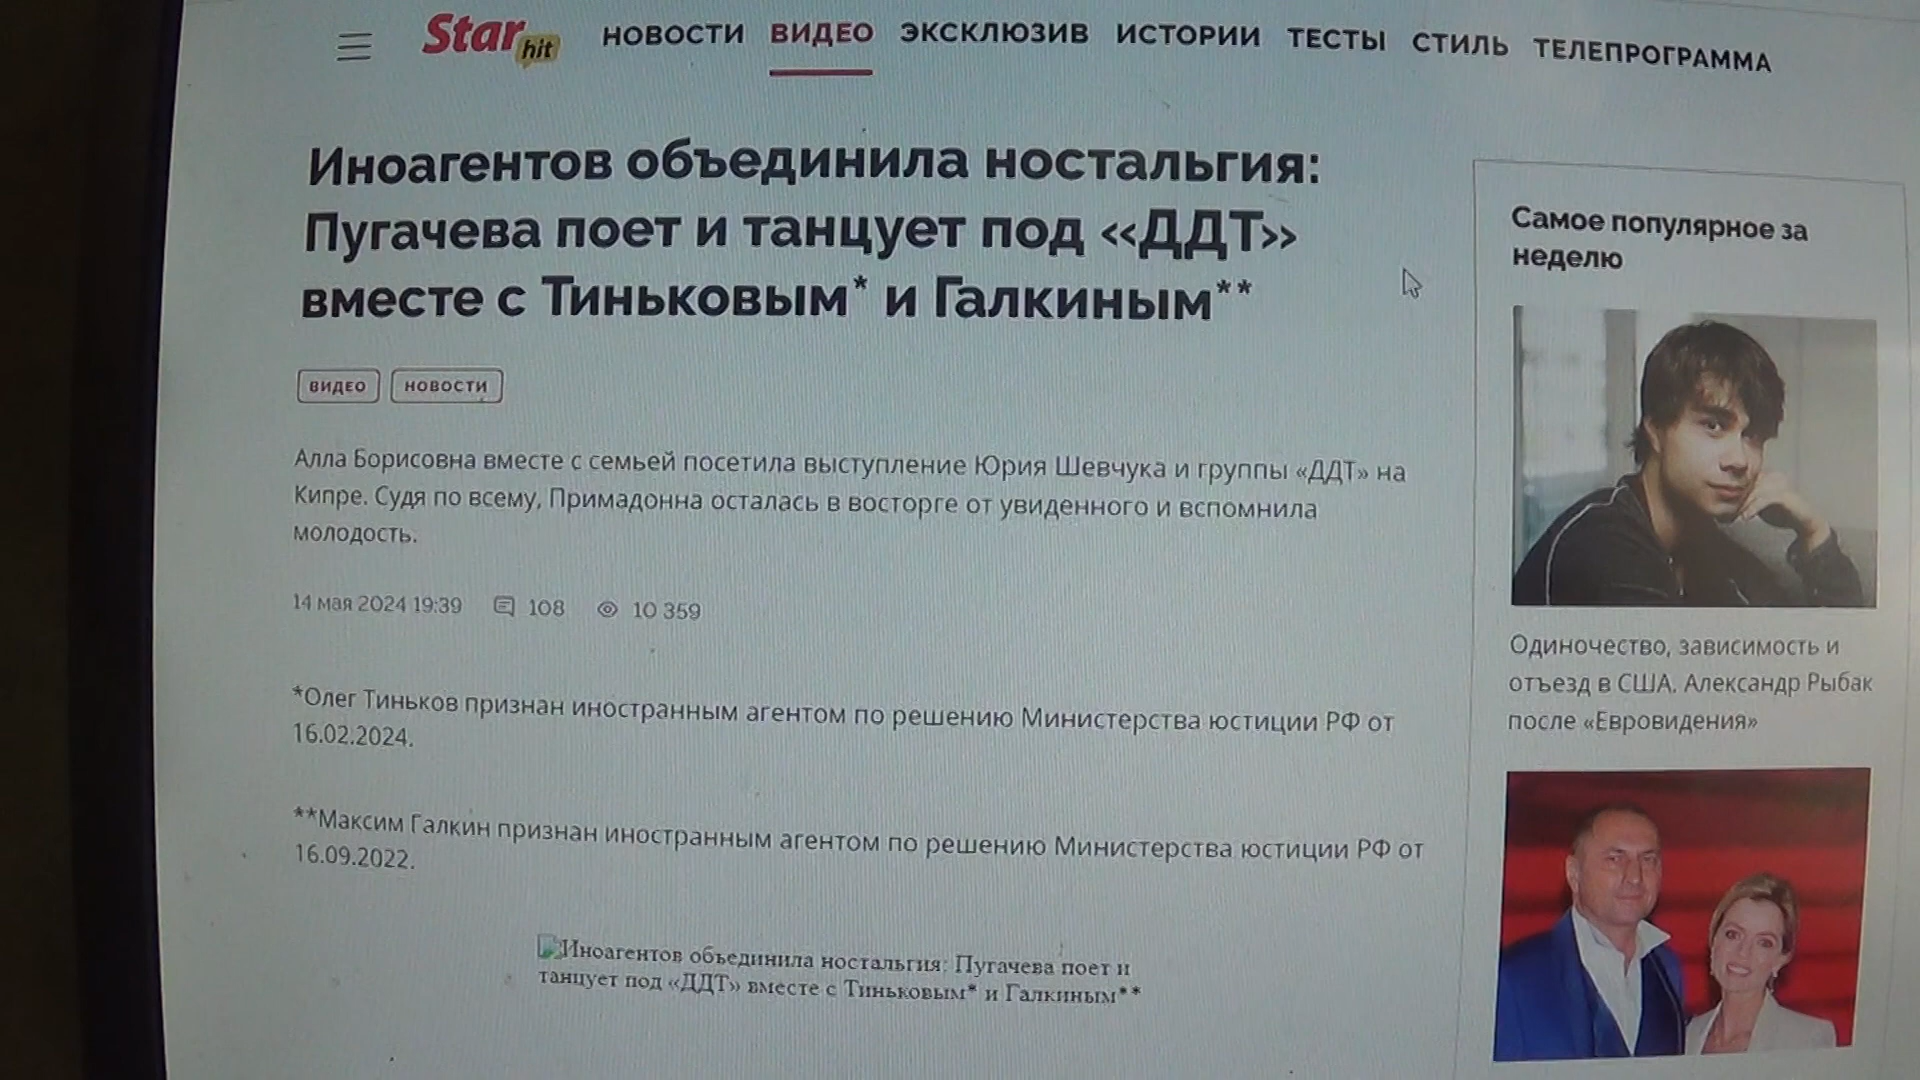 Star hit
НОВОСТИ ВИДЕО ЭКСКЛЮЗИВ ИСТОРИИ ТЕСТЫ СТИЛЬ ТЕЛЕПРОГРАММА
Иноагентов объединила ностальгия:
Пугачева поет и танцует под «ДДТ»
вместе с Тиньковым* и Галкиным**
ВИДЕО НОВОСТИ
Алла Борисовна вместе с семьей посетила выступление Юрия Шевчука и группы «ДДТ» на
Кипре. Судя по всему, Примадонна осталась в восторге от увиденного и вспомнила
молодость.
14 мая 2024 19:39 108 10 359
*Олег Тиньков признан иностранным агентом по решению Министерства юстиции РФ от
16.02.2024.
**Максим Галкин признан иностранным агентом по решению Министерства юстиции РФ от
16.09.2022.
Иноагентов объединила ностальгия: Пугачева поет и
танцует под «ДДТ» вместе с Тиньковым* и Галкиным**
Самое популярное за
неделю
Одиночество, зависимость и
отъезд в США. Александр Рыбак
после «Евровидения»